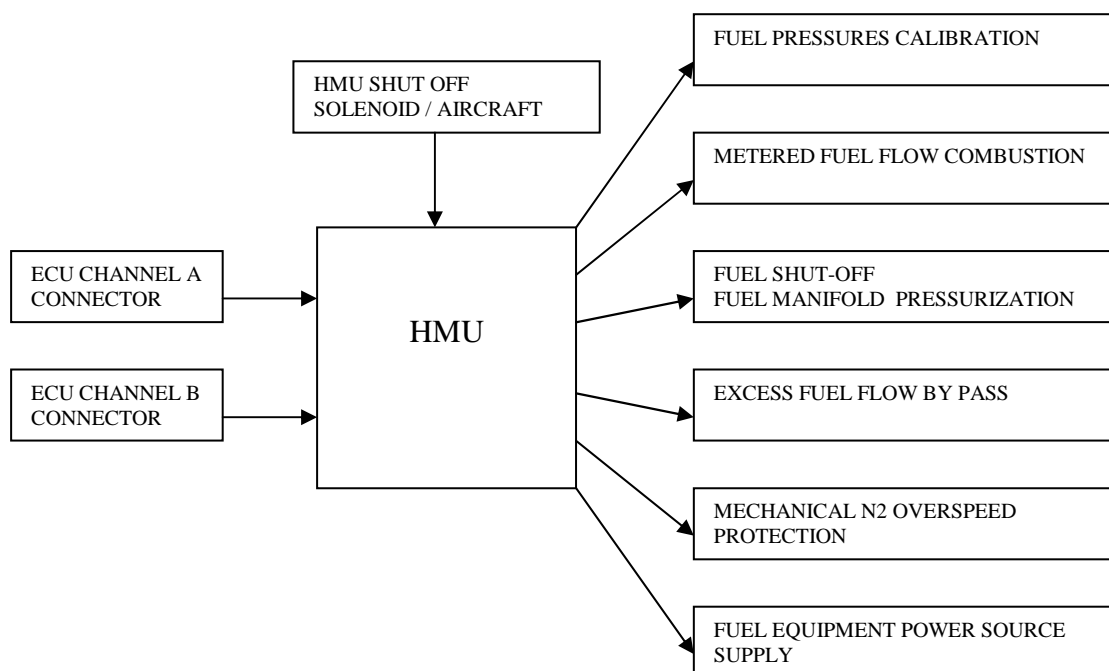 FUEL PRESSURES CALIBRATION
HMU SHUT OFF
SOLENOID / AIRCRAFT
METERED FUEL FLOW COMBUSTION
ECU CHANNEL A
CONNECTOR
FUEL SHUT-OFF
FUEL MANIFOLD PRESSURIZATION
HMU
ECU CHANNEL B
CONNECTOR
EXCESS FUEL FLOW BY PASS
MECHANICAL N2 OVERSPEED
PROTECTION
FUEL EQUIPMENT POWER SOURCE
SUPPLY